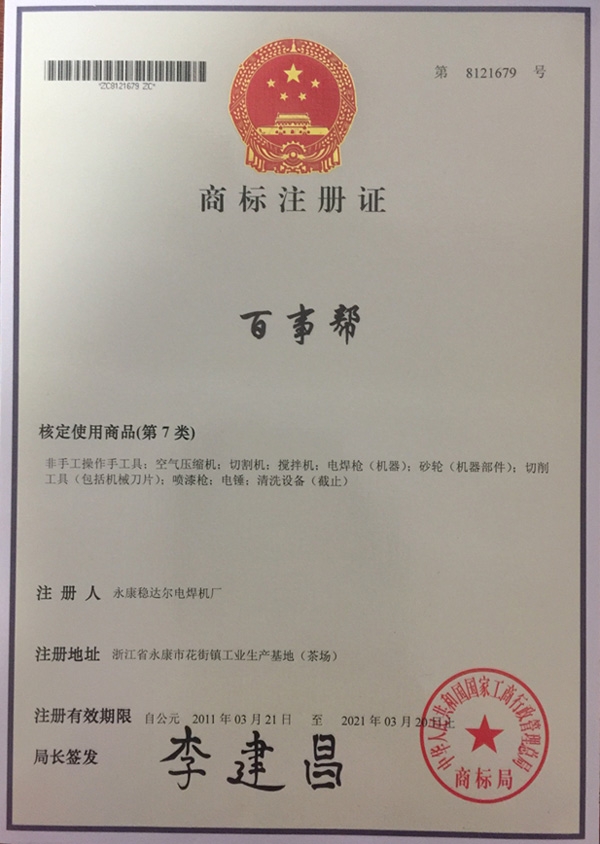 *ZC8121679 ZC*
第 8121679 号
商标注册证
百事帮
核定使用商品(第 7 类)
非手工操作手工具；空气压缩机；切割机；搅拌机；电焊枪（机器）；砂轮（机器部件）；切削
工具（包括机械刀片）；喷漆枪；电锤；清洗设备（截止）
注 册 人 永康稳达尔电焊机厂
注册地址 浙江省永康市花街镇工业生产基地（茶场）
注册有效期限 自公元 2011 年 03 月 21 日 至 2021 年 03 月 20 日止
局长签发 李建昌
中华人民共和国国家工商行政管理总局
商标局